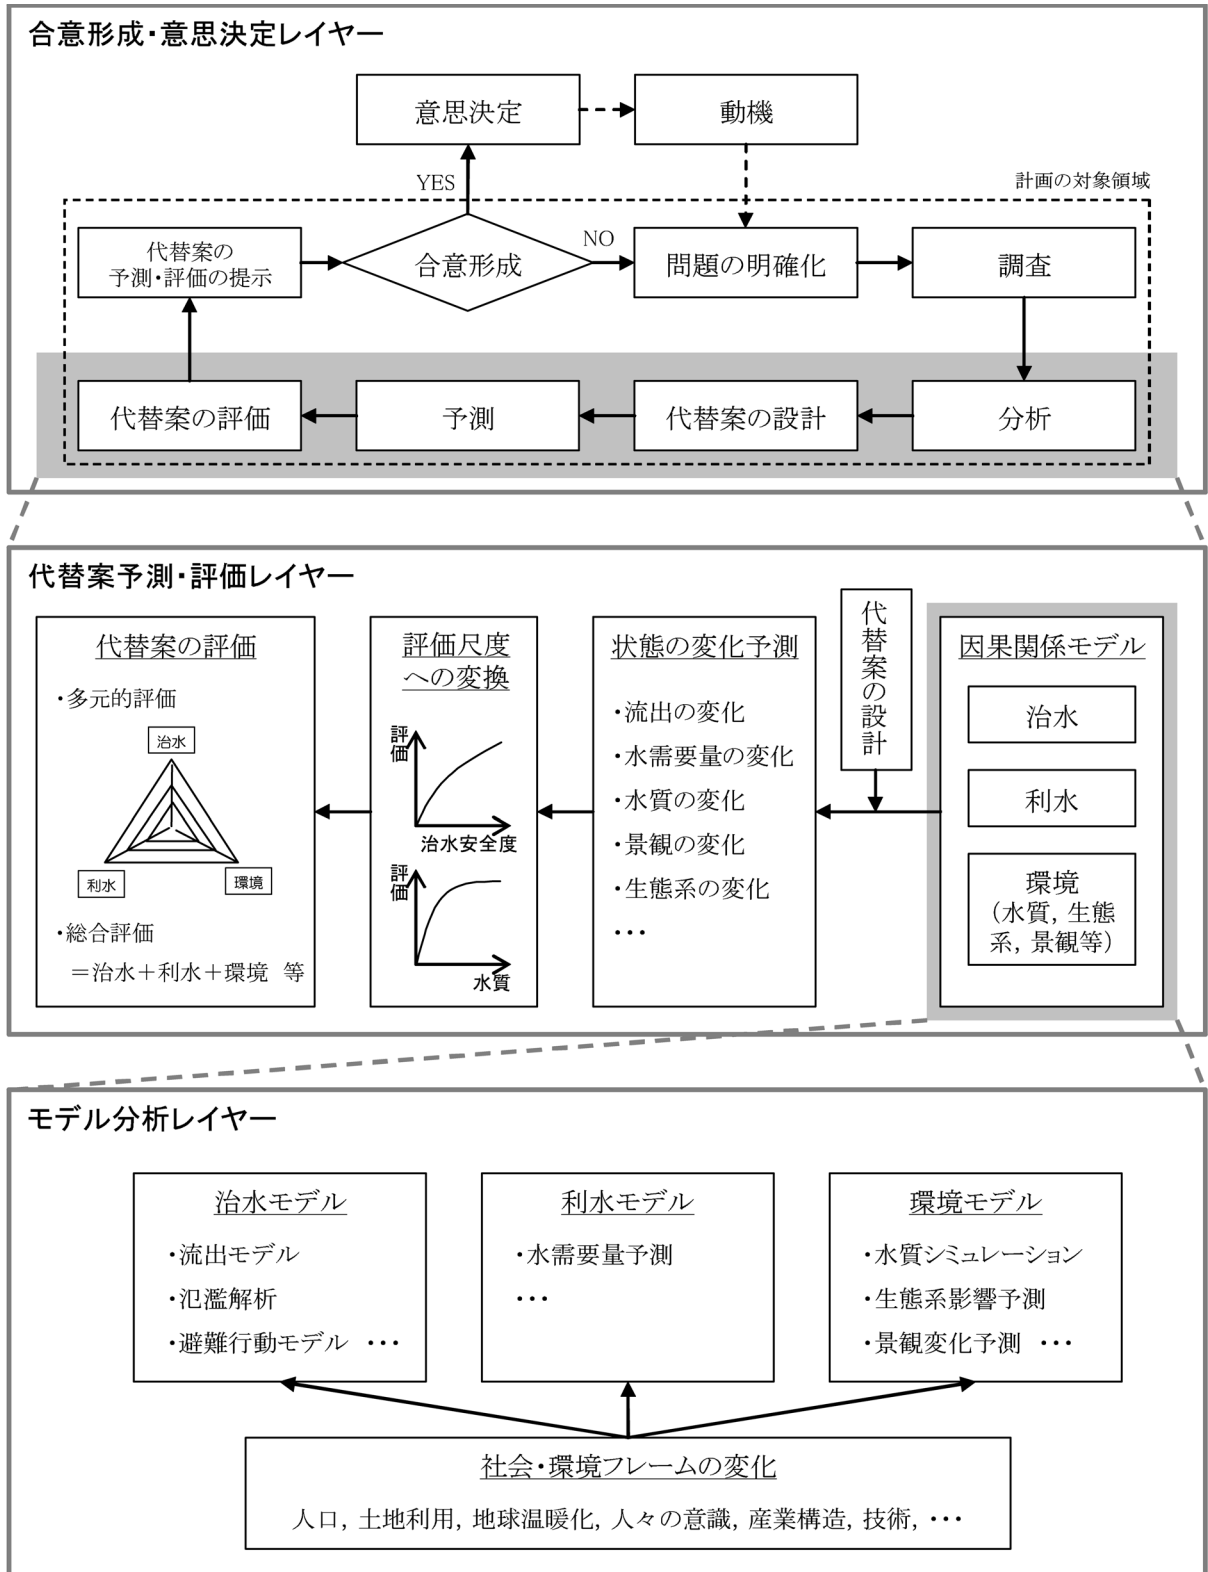 合意形成・意思決定レイヤー
意思決定
動機
YES
計画の対象領域
代替案の
予測・評価の提示
合意形成
NO
問題の明確化
調査
代替案の評価
予測
代替案の設計
分析
代替案予測・評価レイヤー
代替案の評価
・多元的評価
治水
利水
環境
・総合評価
＝治水＋利水＋環境 等
評価尺度
への変換
評価
治水安全度
評価
水質
状態の変化予測
・流出の変化
・水需要量の変化
・水質の変化
・景観の変化
・生態系の変化
・・・
代替案の設計
因果関係モデル
治水
利水
環境
（水質, 生態
系, 景観等）
モデル分析レイヤー
治水モデル
・流出モデル
・氾濫解析
・避難行動モデル ・・・
利水モデル
・水需要量予測
・・・
環境モデル
・水質シミュレーション
・生態系影響予測
・景観変化予測 ・・・
社会・環境フレームの変化
人口, 土地利用, 地球温暖化, 人々の意識, 産業構造, 技術, ・・・